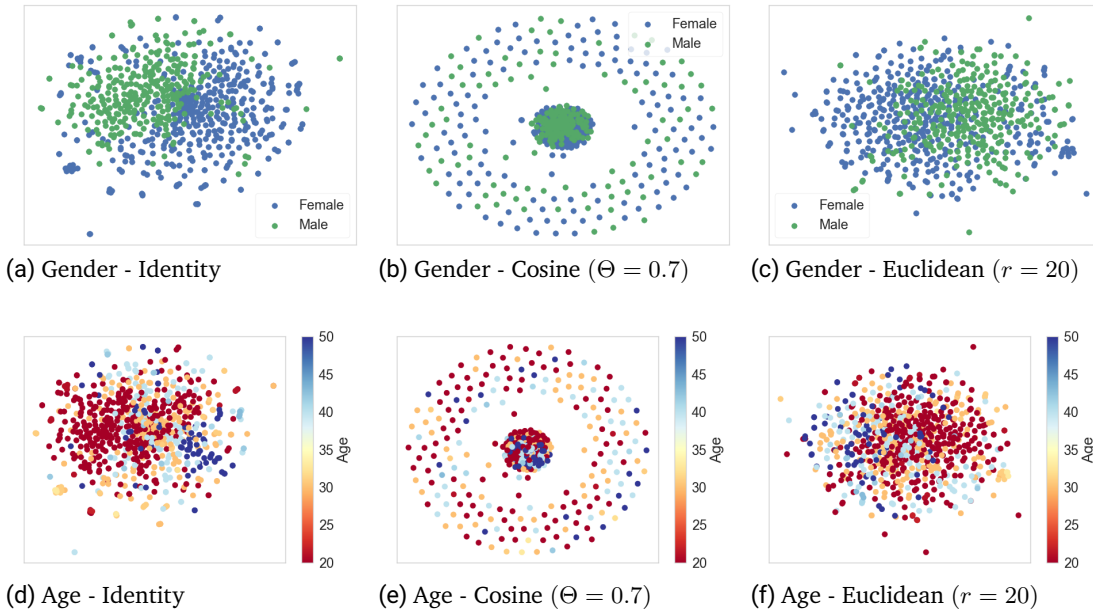 Female
Male
Female
Male
Female
Male
(a) Gender - Identity
(b) Gender - Cosine (Θ = 0.7)
(c) Gender - Euclidean (r = 20)
50
45
40
35
30
25
20
Age
50
45
40
35
30
25
20
Age
50
45
40
35
30
25
20
Age
(d) Age - Identity
(e) Age - Cosine (Θ = 0.7)
(f) Age - Euclidean (r = 20)